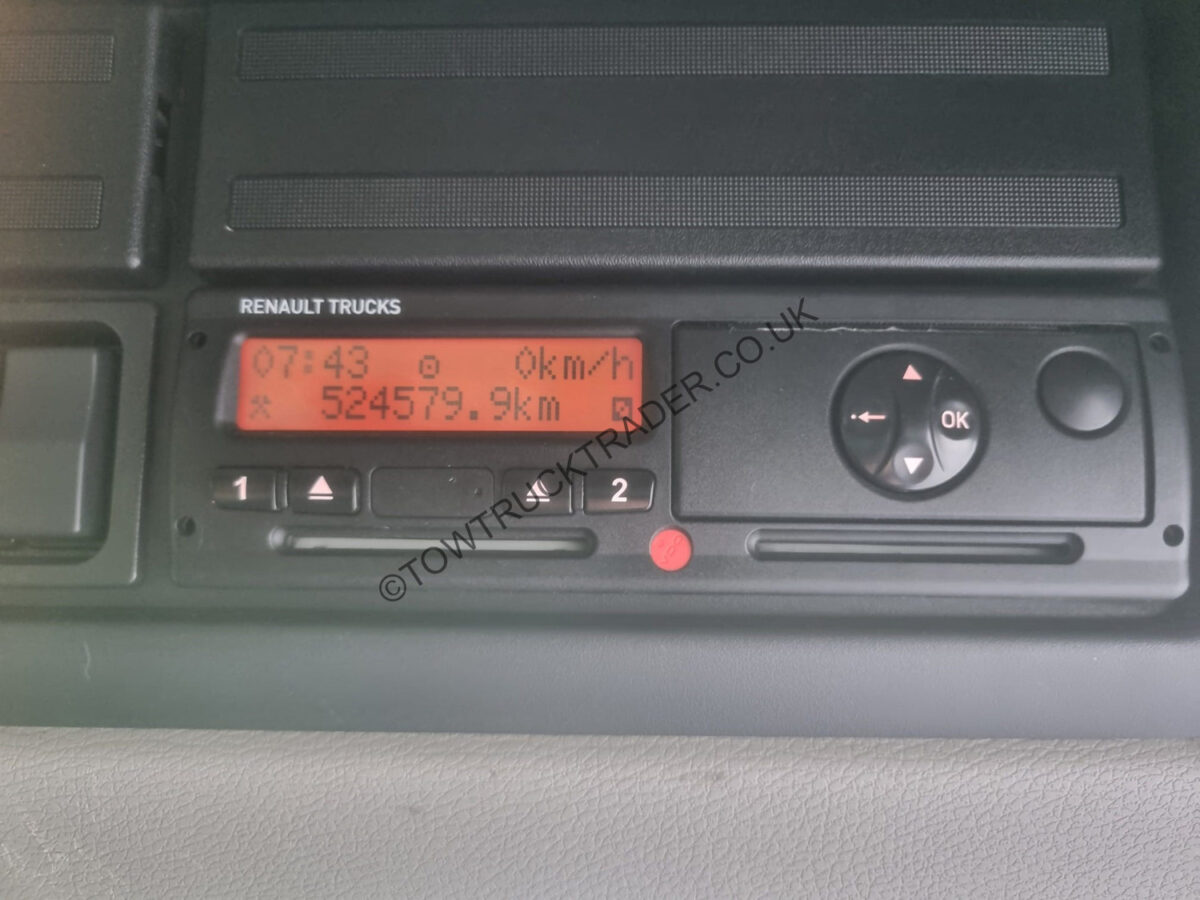 RENAULT TRUCKS
07:43 0km/h
524579.9km
1 2
OK
©TOWTRUCKTRADER.CO.UK